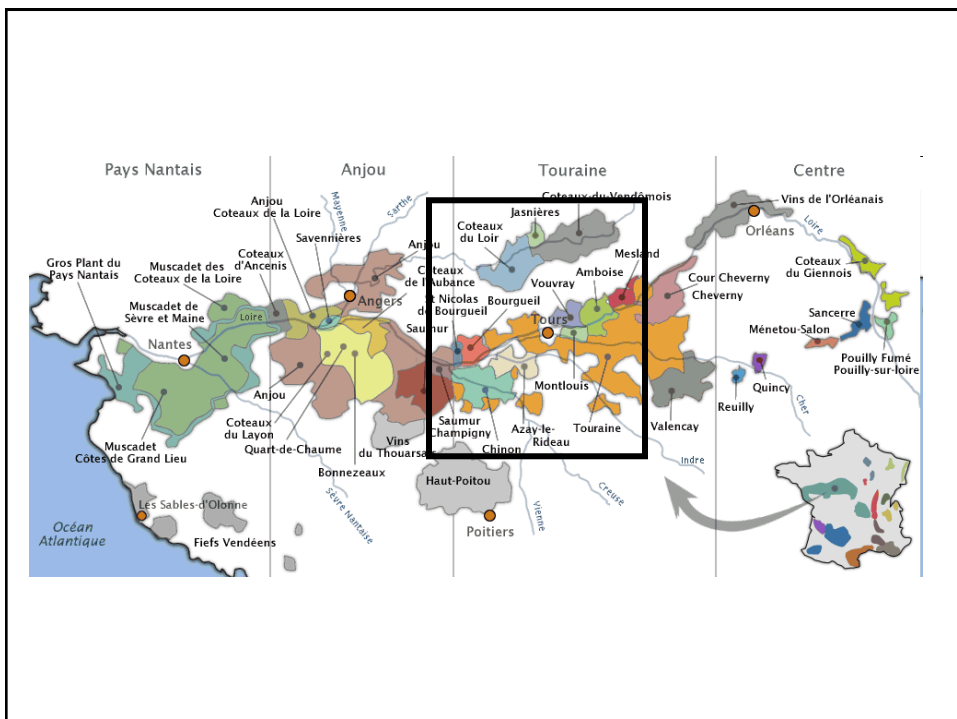 Pays Nantais
Anjou
Touraine
Centre
Mayenne
Sarthe
Anjou
Coteaux de la Loire
Savennières
Coteaux
d'Ancenis
Muscadet des
Coteaux de la Loire
Gros Plant du
Pays Nantais
Muscadet de
Sèvre et Maine
Loire
Nantes
Anjou
Angers
Coteaux
de l'Aubance
St Nicolas
de Bourgueil
Saumur
Bourgueil
Coteaux
du Loir
Jasnières
Coteaux du Vendômois
Vouvray
Amboise
Mesland
Tours
Cour Cheverny
Cheverny
Vins de l'Orléanais
Orléans
Loire
Coteaux
du Giennois
Sancerre
Ménetou-Salon
Pouilly Fumé
Pouilly-sur-loire
Quincy
Reuilly
Cher
Montlouis
Touraine
Valencay
Azay-le-
Rideau
Chinon
Saumur
Champigny
Vins
du Thouarsais
Anjou
Coteaux
du Layon
Quart-de-Chaume
Bonnezeaux
Muscadet
Côtes de Grand Lieu
Haut-Poitou
Poitiers
Vienne
Creuse
Indre
Sèvre Nantaise
Les Sables-d'Olonne
Fiefs Vendéens
Océan
Atlantique